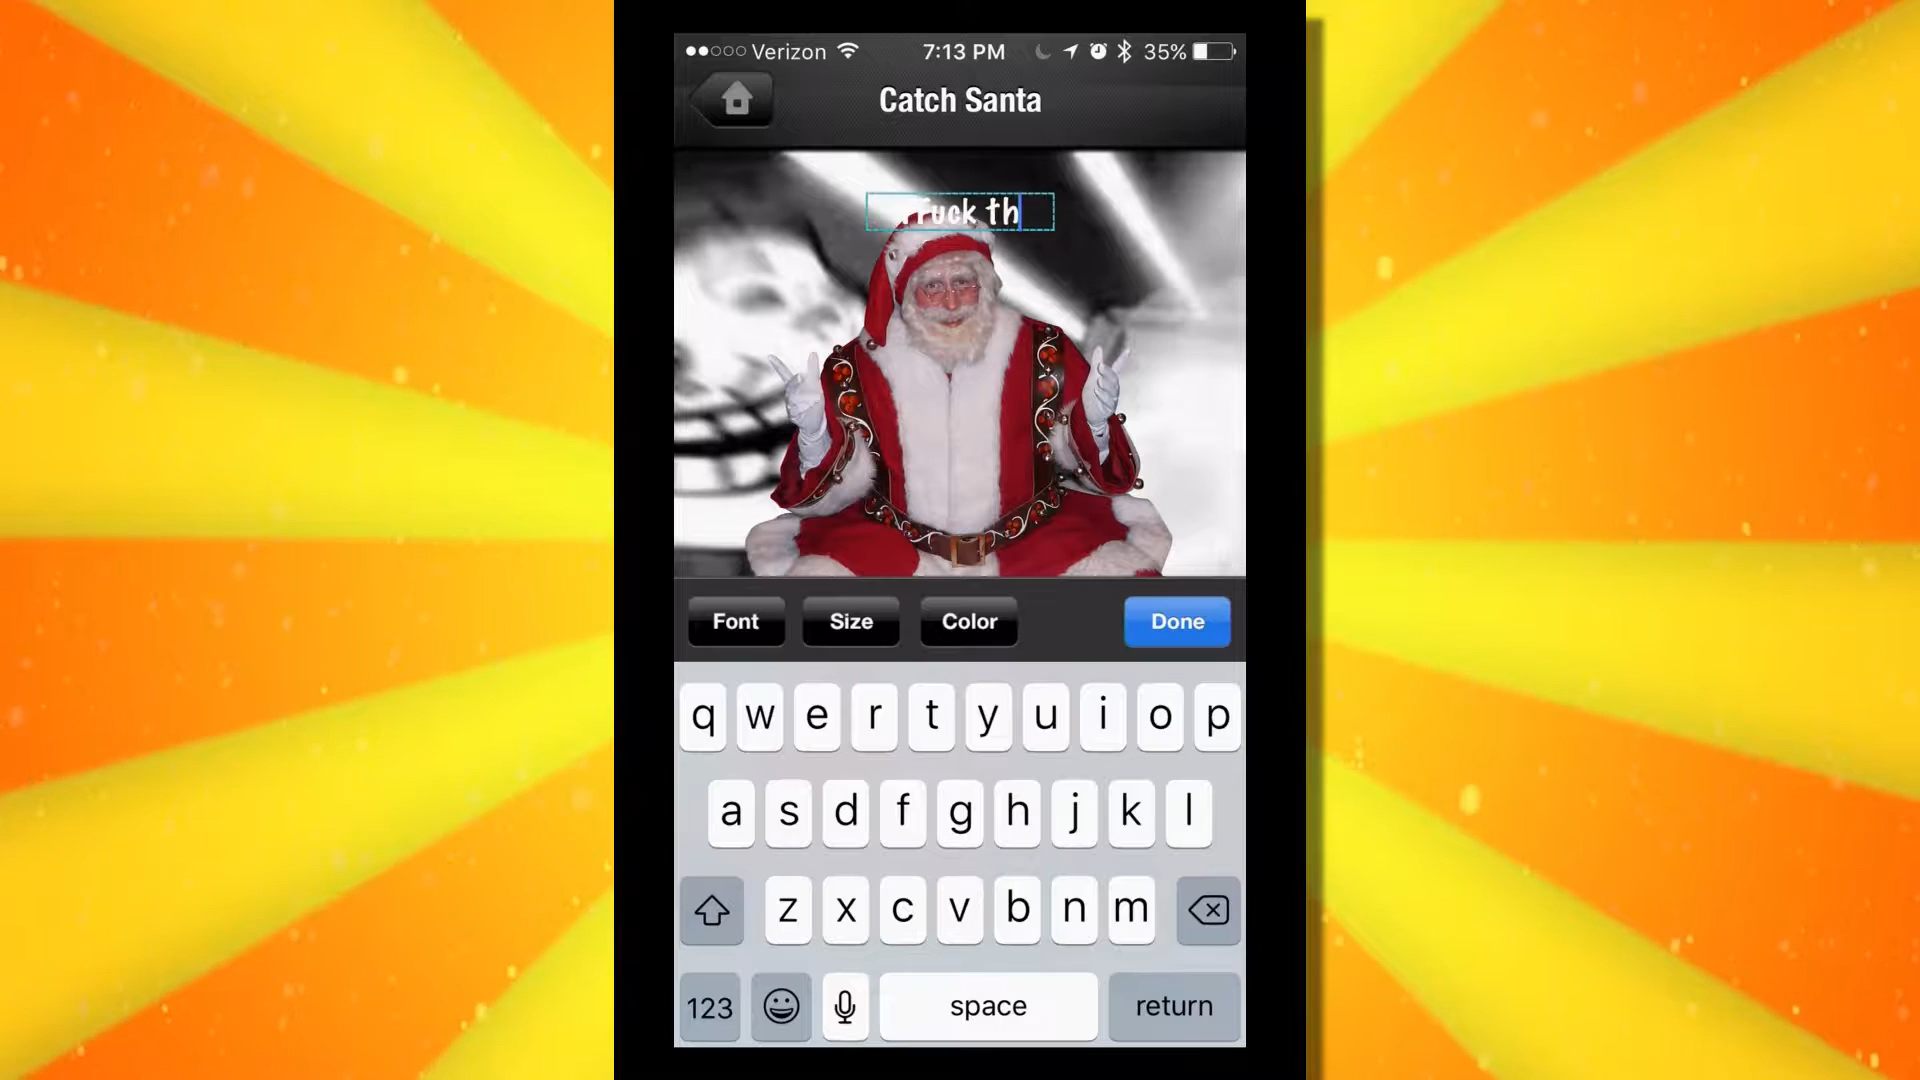 Verizon 7:13 PM 35%
Catch Santa
Fuck th
Font Size Color Done
q w e r t y u i o p
a s d f g h j k l
z x c v b n m
123 space return